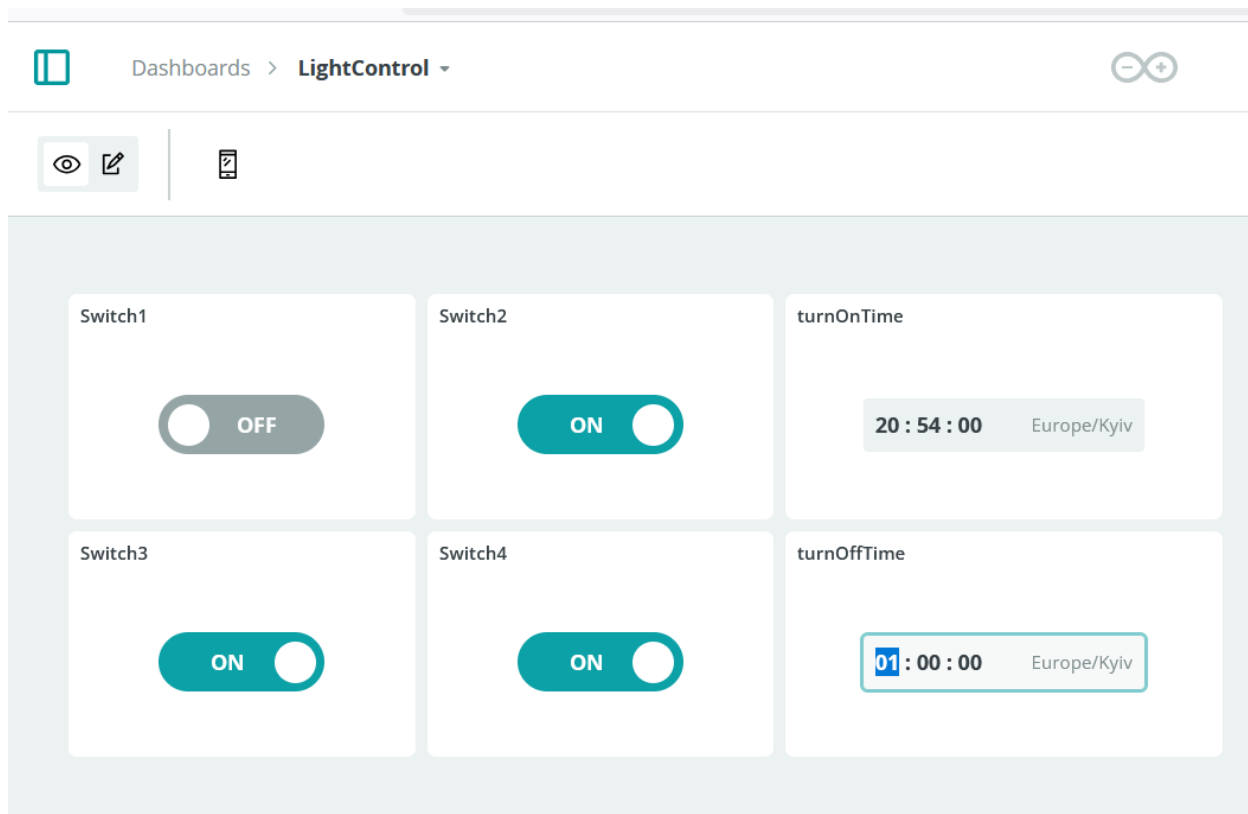 Dashboards > LightControl
Switch1
OFF
Switch2
ON
turnOnTime
20 : 54 : 00 Europe/Kyiv
Switch3
ON
Switch4
ON
turnOffTime
01 : 00 : 00 Europe/Kyiv